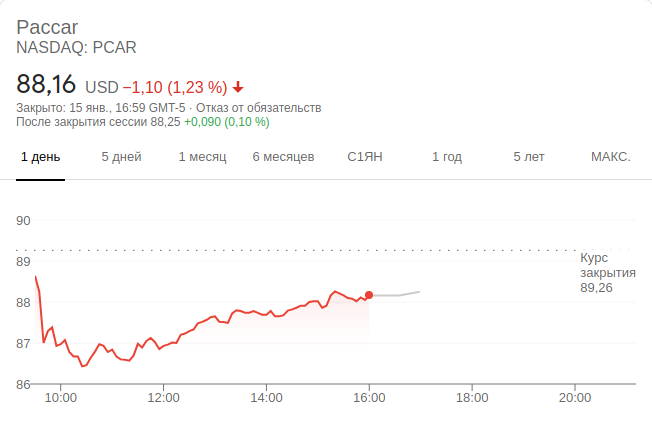 Paccar
NASDAQ: PCAR
88,16 USD −1,10 (1,23 %)
Закрыто: 15 янв., 16:59 GMT-5 · Отказ от обязательств
После закрытия сессии 88,25 +0,090 (0,10 %)
1 день 5 дней 1 месяц 6 месяцев С1ЯН 1 год 5 лет МАКС.
90
89
88
87
86
Курс
закрытия
89,26
10:00 12:00 14:00 16:00 18:00 20:00